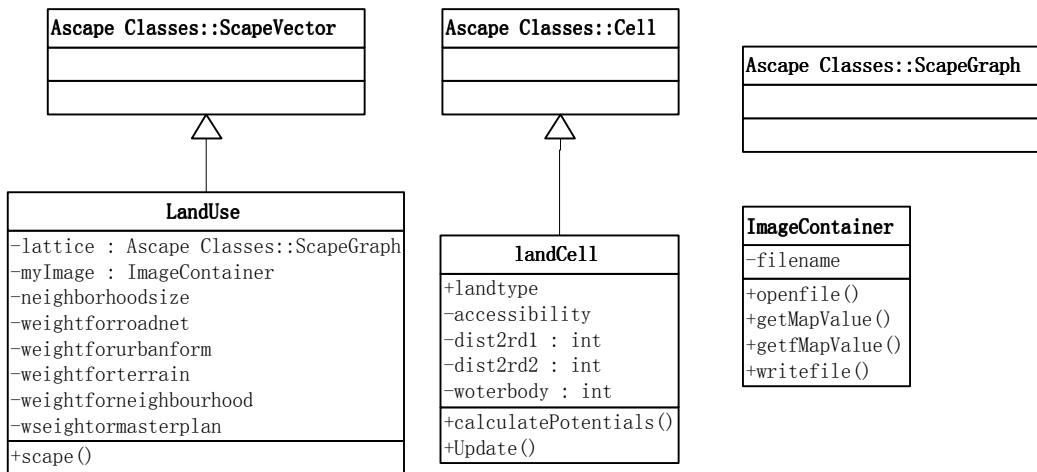 Ascape Classes::ScapeVector
Ascape Classes::Cell
Ascape Classes::ScapeGraph
LandUse
-lattice : Ascape Classes::ScapeGraph
-myImage : ImageContainer
-neighborhoodsize
-weightforroadnet
-weightforurbanform
-weightforterrain
-weightforneighbourhood
-wseightormasterplan
+scape()
landCell
+landtype
-accessibility
-dist2rd1 : int
-dist2rd2 : int
-woterbody : int
+calculatePotentials()
+Update()
ImageContainer
-filename
+openfile()
+getMapValue()
+getfMapValue()
+writefile()